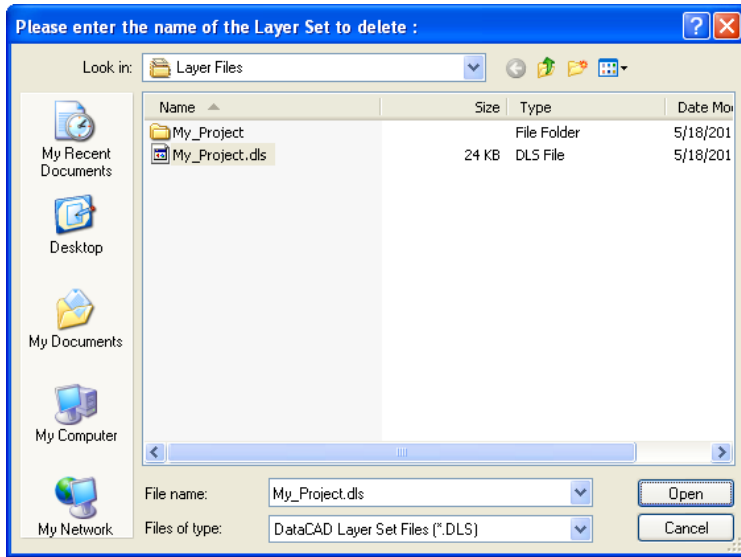 Please enter the name of the Layer Set to delete :
Look in: Layer Files
Name Size Type Date Mo
My_Project File Folder 5/18/201
My_Project.dls 24 KB DLS File 5/18/201
My Recent
Documents
Desktop
My Documents
My Computer
My Network
File name: My_Project.dls Open
Files of type: DataCAD Layer Set Files (*.DLS) Cancel